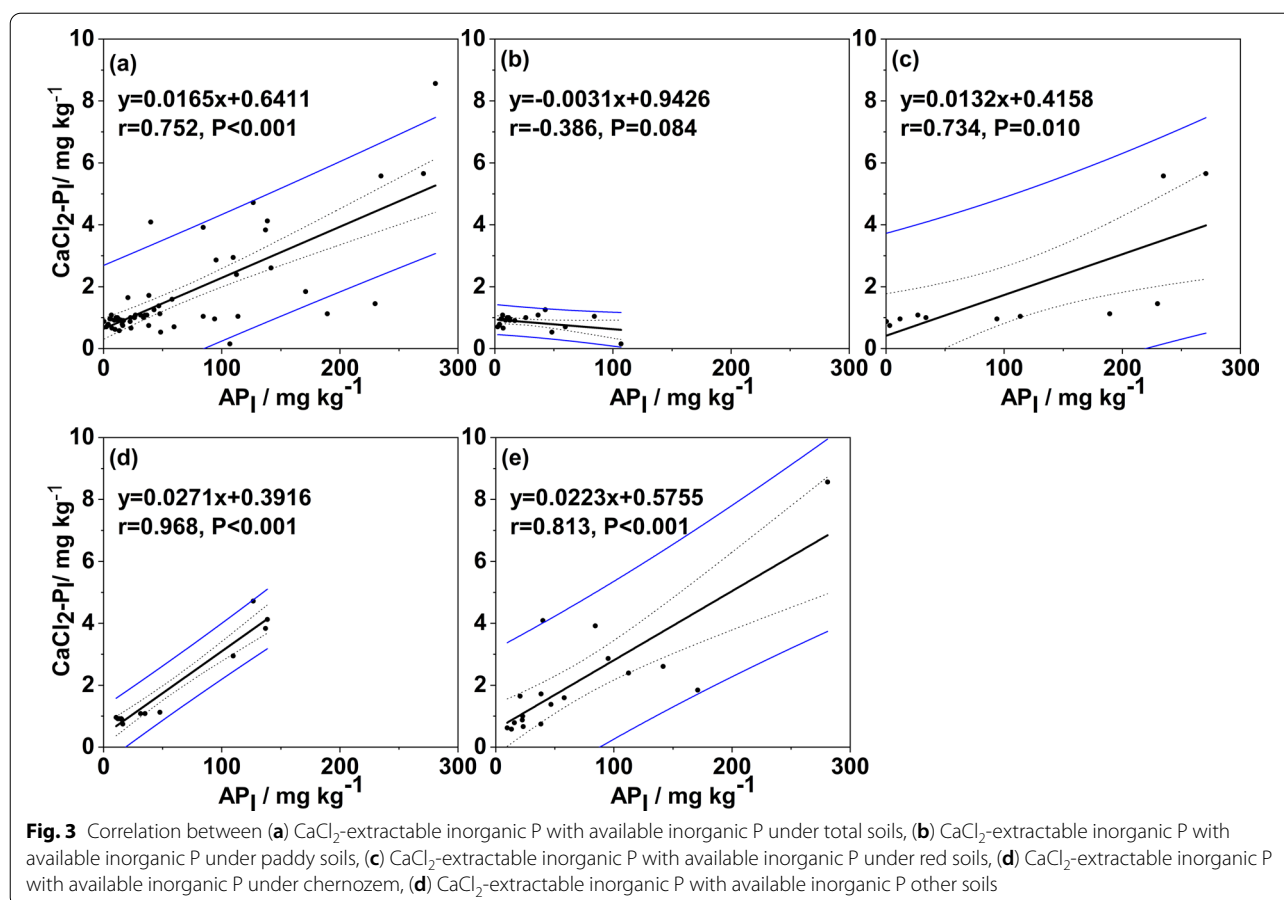 10
(a)
y=0.0165x+0.6411
r=0.752, P<0.001
CaCl₂-P_I/ mg kg⁻¹
8
6
4
2
0
0 100 200 300
AP_I / mg kg⁻¹
10
(b)
y=-0.0031x+0.9426
r=-0.386, P=0.084
8
6
4
2
0
0 100 200 300
AP_I / mg kg⁻¹
10
(c)
y=0.0132x+0.4158
r=0.734, P=0.010
8
6
4
2
0
0 100 200 300
AP_I / mg kg⁻¹
10
(d)
y=0.0271x+0.3916
r=0.968, P<0.001
CaCl₂-P_I/ mg kg⁻¹
8
6
4
2
0
0 100 200 300
AP_I / mg kg⁻¹
10
(e)
y=0.0223x+0.5755
r=0.813, P<0.001
8
6
4
2
0
0 100 200 300
AP_I / mg kg⁻¹
Fig. 3 Correlation between (a) CaCl₂-extractable inorganic P with available inorganic P under total soils, (b) CaCl₂-extractable inorganic P with
available inorganic P under paddy soils, (c) CaCl₂-extractable inorganic P with available inorganic P under red soils, (d) CaCl₂-extractable inorganic P
with available inorganic P under chernozem, (d) CaCl₂-extractable inorganic P with available inorganic P other soils